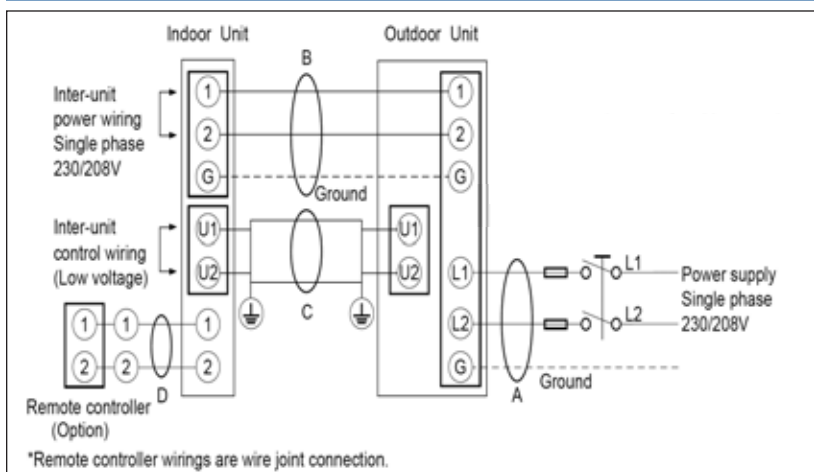 Indoor Unit
Outdoor Unit
B
Inter-unit
power wiring
Single phase
230/208V
1
2
G
1
2
G
Ground
Inter-unit
control wiring
(Low voltage)
U1
U2
U1
U2
C
L1
L2
G
L1
L2
Power supply
Single phase
230/208V
A
Ground
1
1
1
2
2
2
D
Remote controller
(Option)
*Remote controller wirings are wire joint connection.